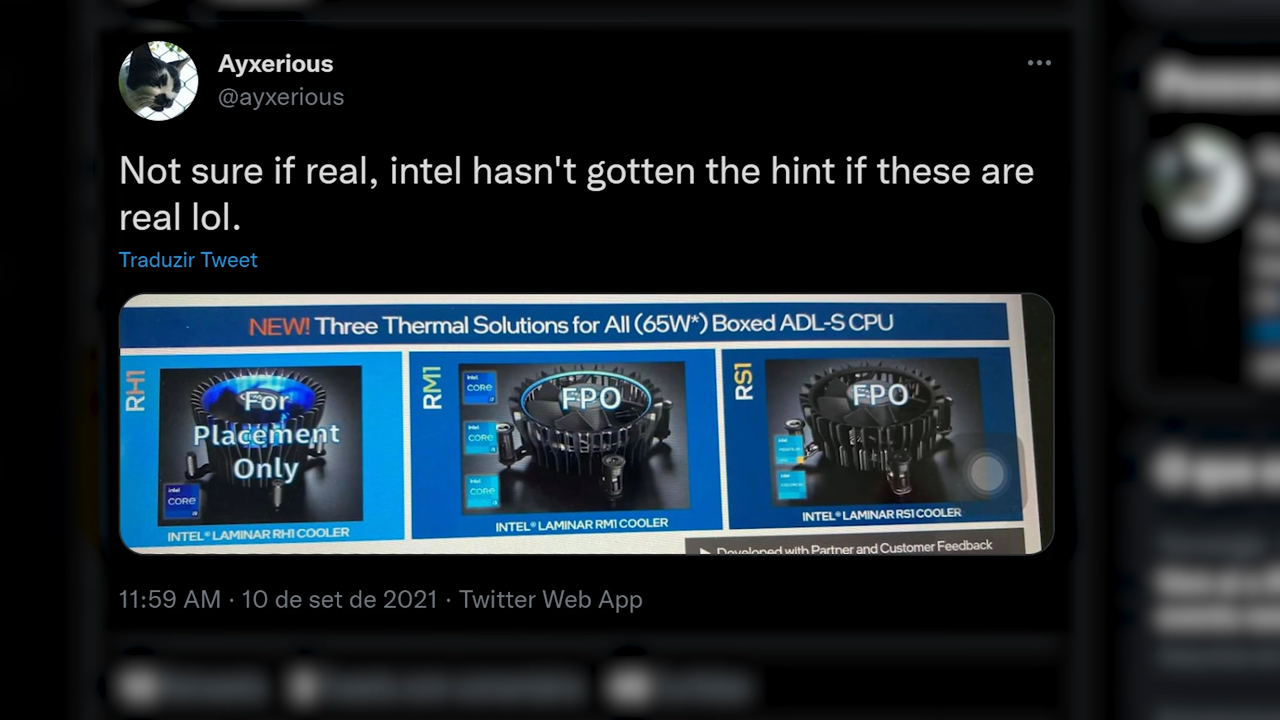 Ayxerious
@ayxerious
Not sure if real, intel hasn't gotten the hint if these are
real lol.
Traduzir Tweet
NEW! Three Thermal Solutions for All (65W*) Boxed ADL-S CPU
RH1
For
Placement
Only
intel
CORE
INTEL® LAMINAR RH1 COOLER
RM1
FPO
intel
CORE
intel
CORE
intel
CORE
INTEL® LAMINAR RM1 COOLER
RS1
FPO
intel
intel
INTEL® LAMINAR RS1 COOLER
Developed with Partner and Customer Feedback
11:59 AM · 10 de set de 2021 · Twitter Web App